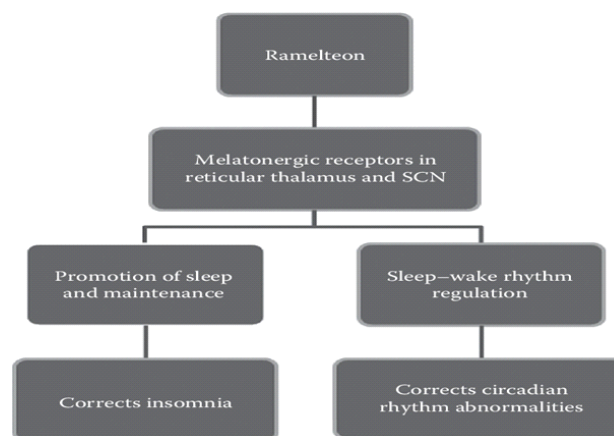 Ramelteon
Melatonergic receptors in
reticular thalamus and SCN
Promotion of sleep
and maintenance
Sleep–wake rhythm
regulation
Corrects insomnia
Corrects circadian
rhythm abnormalities